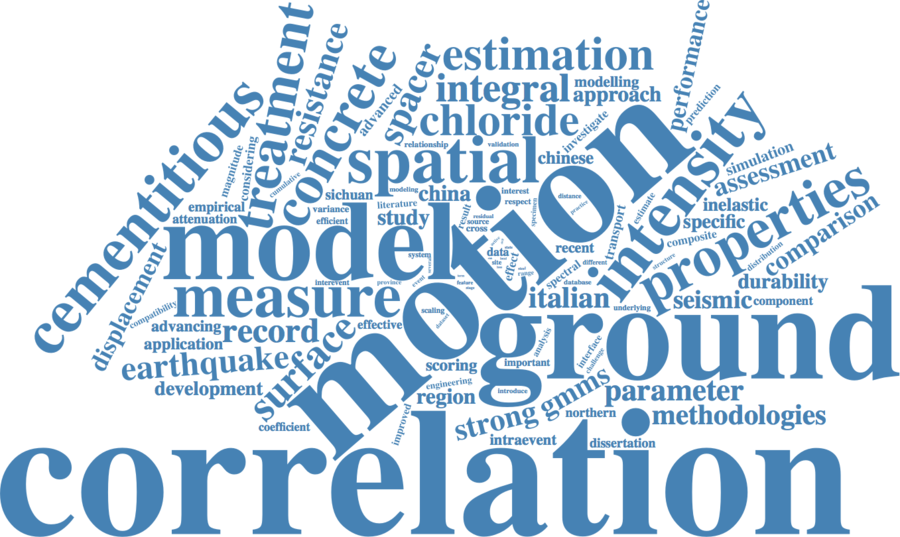 performance
treatment
resistance
concrete
spacer
estimation
integral
modelling
approach
prediction
cementitious
advanced
chloride
investigate
intensity
magnitude
considering
cumulative
relationship
validation
spatial
chinese
simulation
assessment
sichuan
modeling
china
interest
distance
practice
properties
empirical
attenuation
variance
efficient
literature
study
respect
specimen
result
residual
source
cross
estimate
transport
inelastic
specific
comparison
composite
structure
distribution
model
motion
system
data
site
effect
range
recent
spectral
different
database
durability
displacement
interevent
province
event
feature
measure
italian
underlying
seismic
component
compatibility
scaling
dataset
advancing
application
record
effective
ground
analysis
interface
challenge
earthquake
surface
scoring
important
development
engineering
region
introduce
strong
gmms
parameter
coefficient
improved
northern
methodologies
intraevent
dissertation
correlation